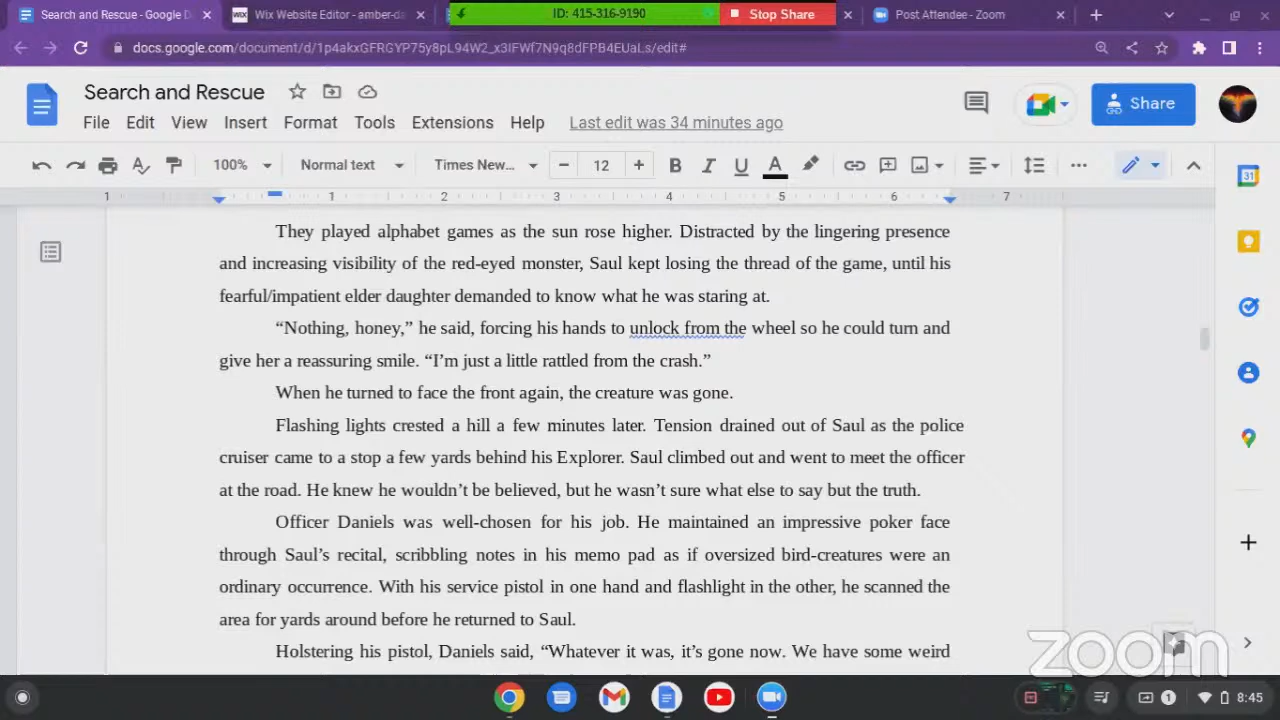 Search and Rescue - Google D
WIX Wix Website Editor - amber-da
ID: 415-316-9190
Stop Share
Post Attendee - Zoom
docs.google.com/document/d/1p4akxGFRGYP75y8pL94W2_x3IFWf7N9q8dFPB4EUaLs/edit#
Search and Rescue
Share
File Edit View Insert Format Tools Extensions Help Last edit was 34 minutes ago
100% Normal text Times New... 12 B I U A
1 1 2 3 4 5 6 7
31
They played alphabet games as the sun rose higher. Distracted by the lingering presence
and increasing visibility of the red-eyed monster, Saul kept losing the thread of the game, until his
fearful/impatient elder daughter demanded to know what he was staring at.
“Nothing, honey,” he said, forcing his hands to unlock from the wheel so he could turn and
give her a reassuring smile. “I’m just a little rattled from the crash.”
When he turned to face the front again, the creature was gone.
Flashing lights crested a hill a few minutes later. Tension drained out of Saul as the police
cruiser came to a stop a few yards behind his Explorer. Saul climbed out and went to meet the officer
at the road. He knew he wouldn’t be believed, but he wasn’t sure what else to say but the truth.
Officer Daniels was well-chosen for his job. He maintained an impressive poker face
through Saul’s recital, scribbling notes in his memo pad as if oversized bird-creatures were an
ordinary occurrence. With his service pistol in one hand and flashlight in the other, he scanned the
area for yards around before he returned to Saul.
Holstering his pistol, Daniels said, “Whatever it was, it’s gone now. We have some weird
zoom
1 8:45